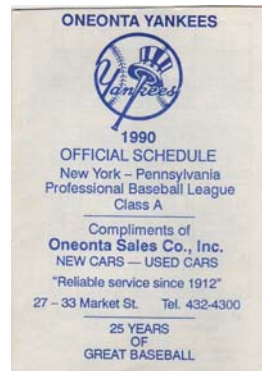 ONEONTA YANKEES
Yankees
1990
OFFICIAL SCHEDULE
New York – Pennsylvania
Professional Baseball League
Class A
Compliments of
Oneonta Sales Co., Inc.
NEW CARS — USED CARS
"Reliable service since 1912"
27 – 33 Market St. Tel. 432-4300
25 YEARS
OF
GREAT BASEBALL